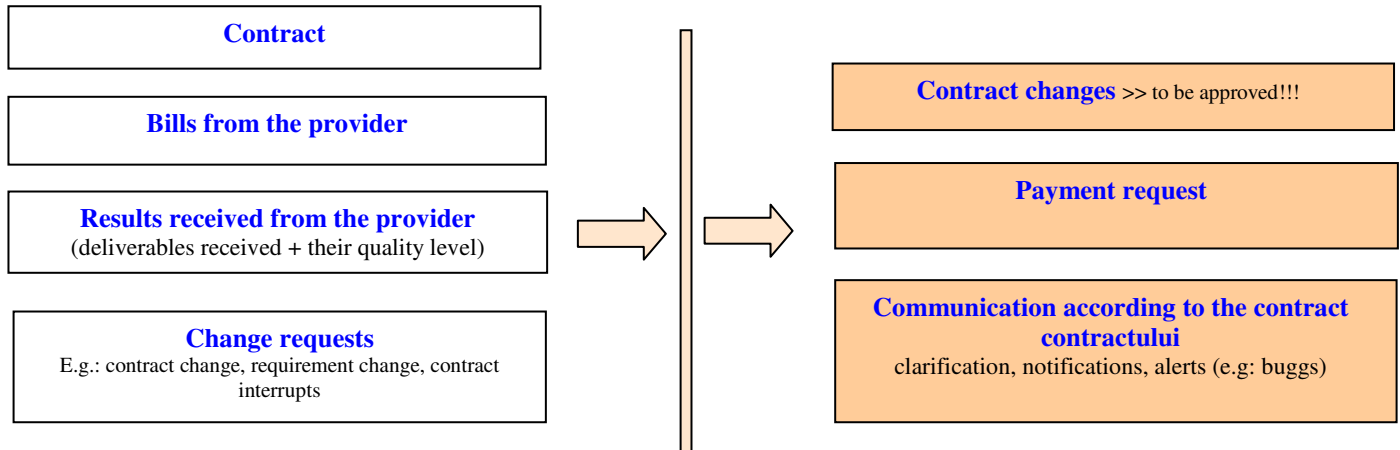 Contract
Bills from the provider
Results received from the provider
(deliverables received + their quality level)
Change requests
E.g.: contract change, requirement change, contract
interrupts
Contract changes >> to be approved!!!
Payment request
Communication according to the contract
contractului
clarification, notifications, alerts (e.g: buggs)